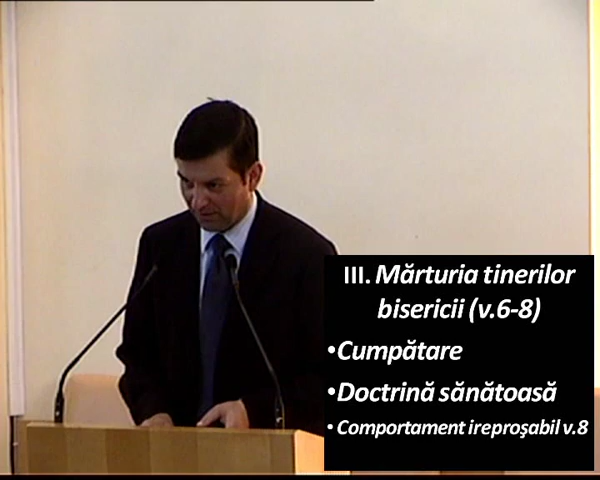 III. Mărturia tinerilor
bisericii (v.6-8)
•Cumpătare
•Doctrină sănătoasă
• Comportament ireproşabil v.8